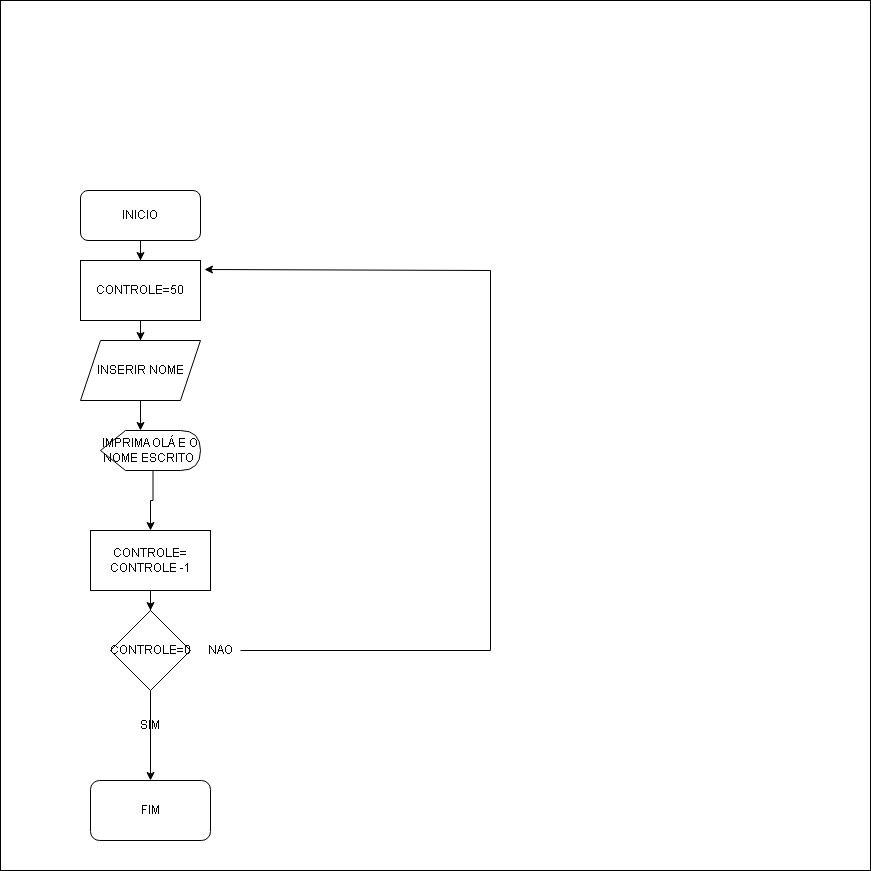 INICIO
CONTROLE=50
INSERIR NOME
IMPRIMA OLÁ E O
NOME ESCRITO
CONTROLE=
CONTROLE -1
CONTROLE=0
NAO
SIM
FIM